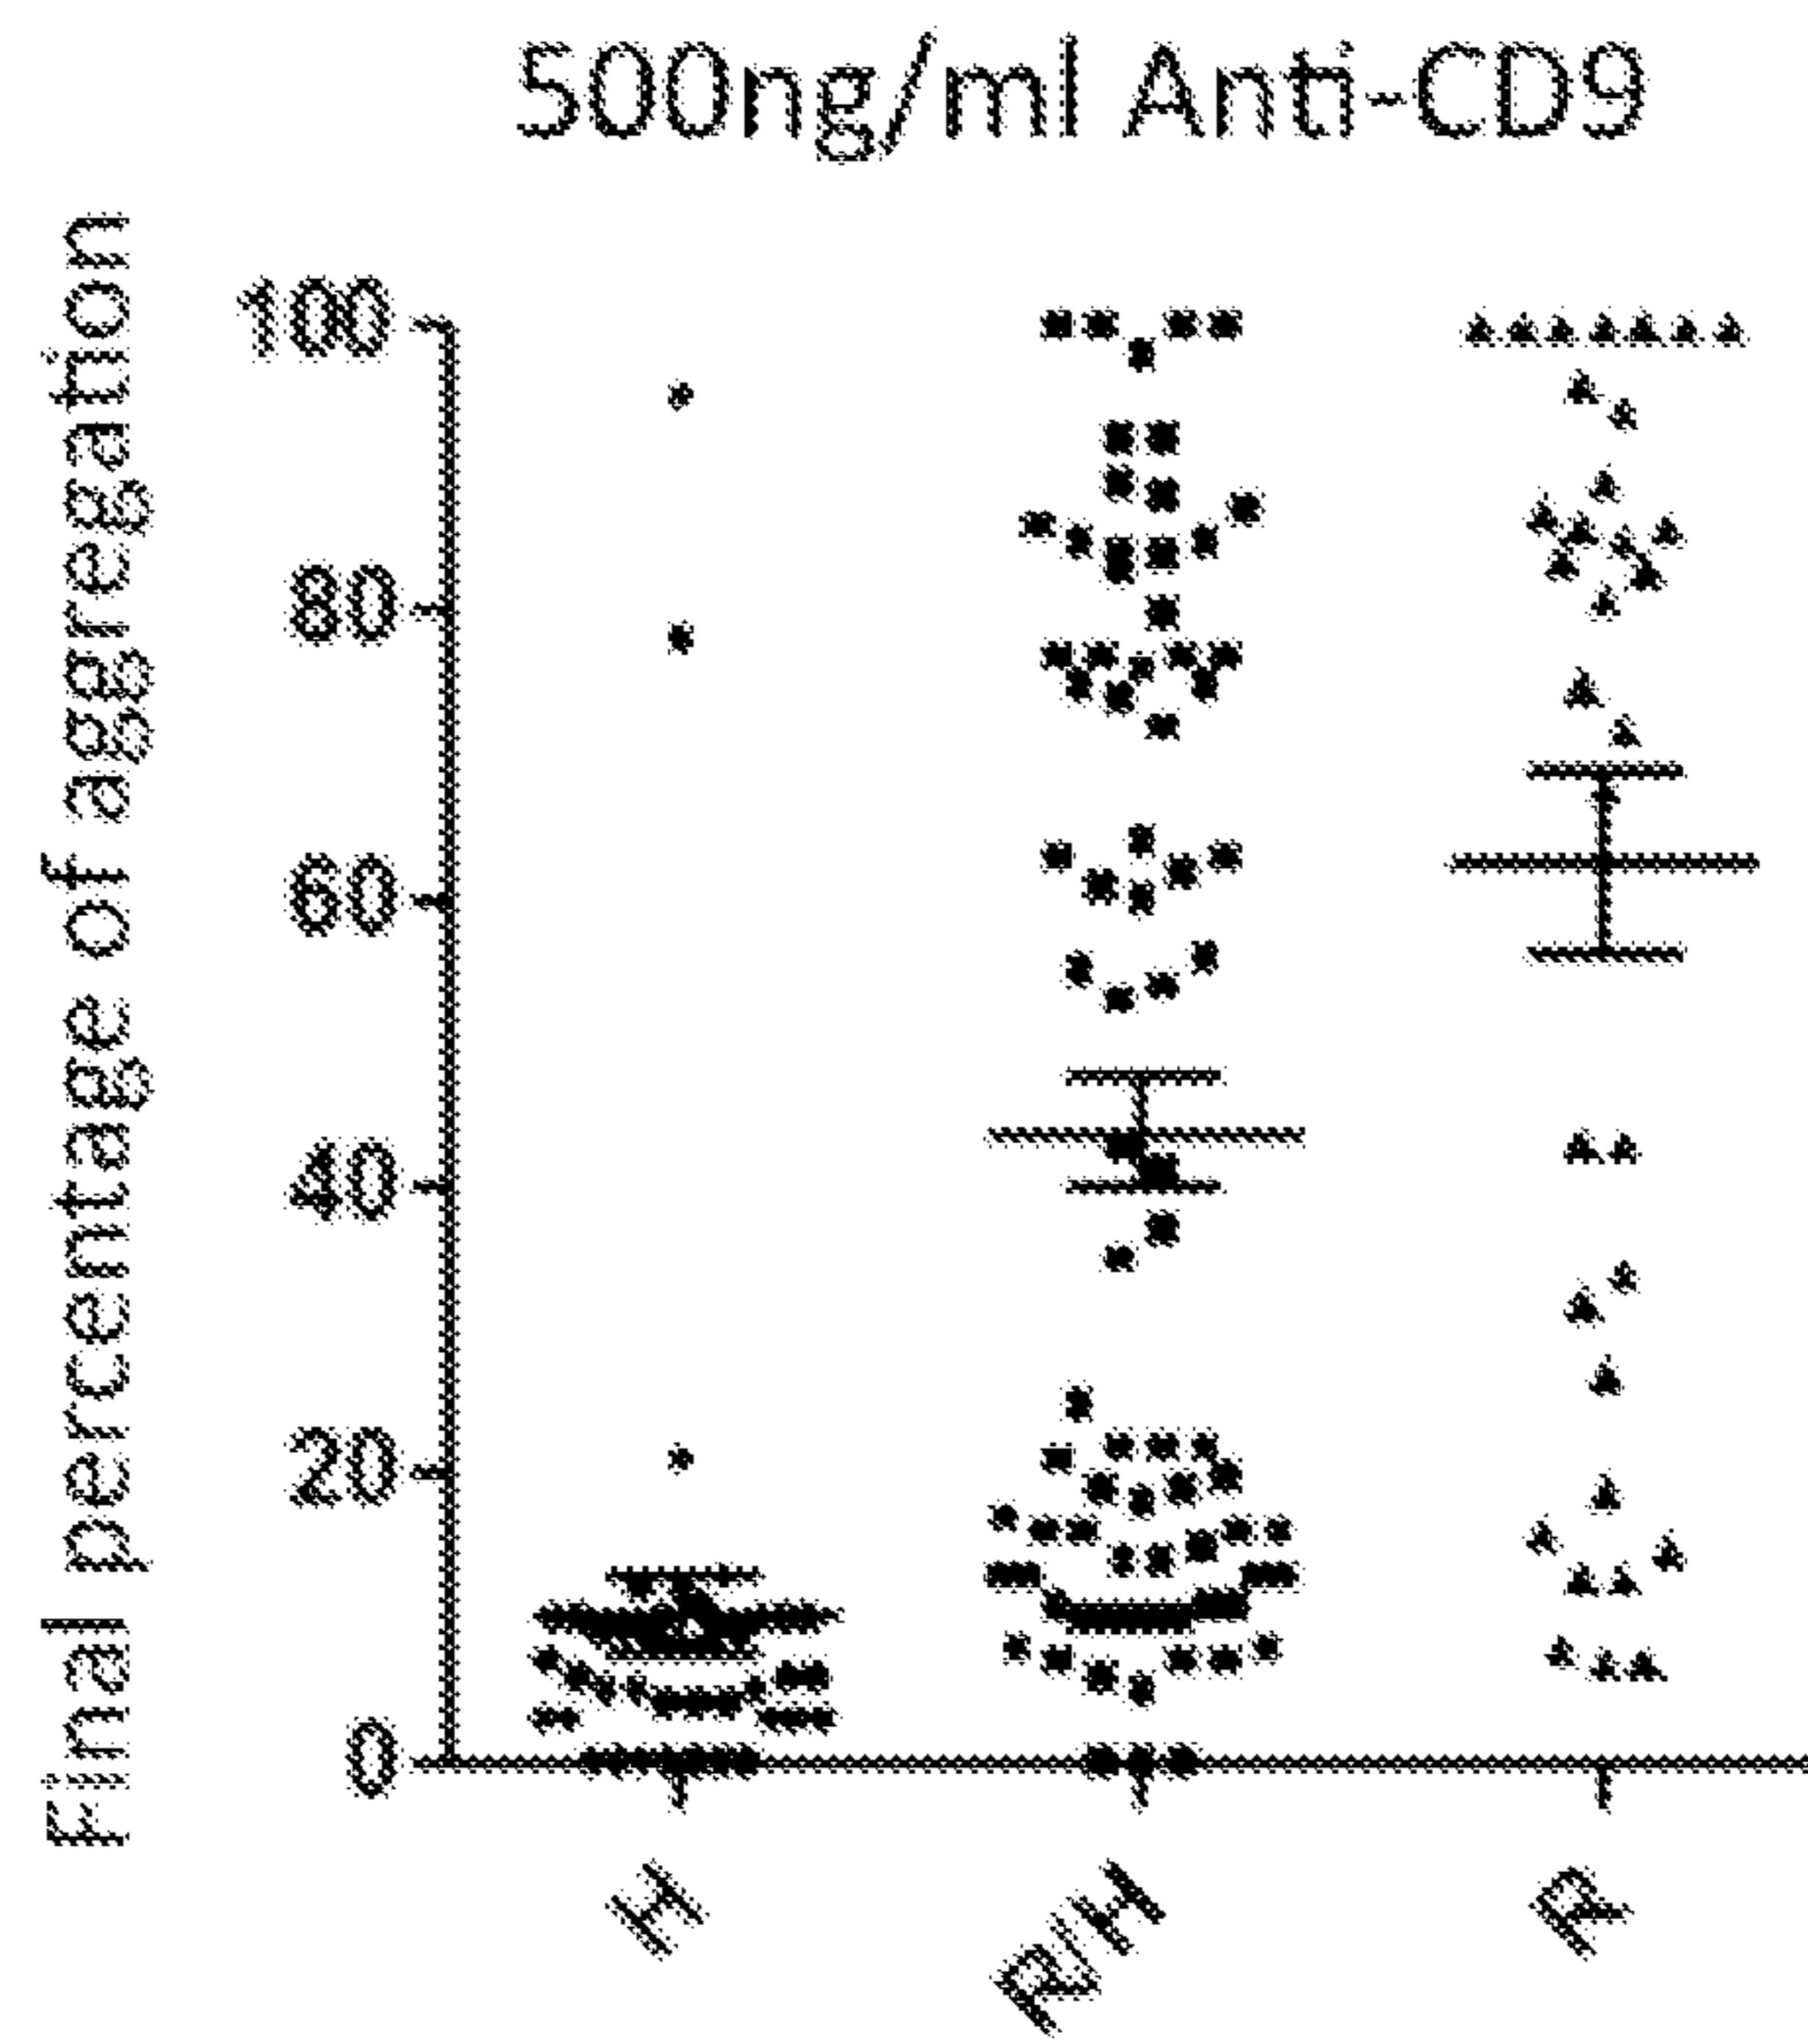 500ng/ml Anti-CD9
Final percentage of aggregation
100
80
60
40
20
0
H
R/H
R